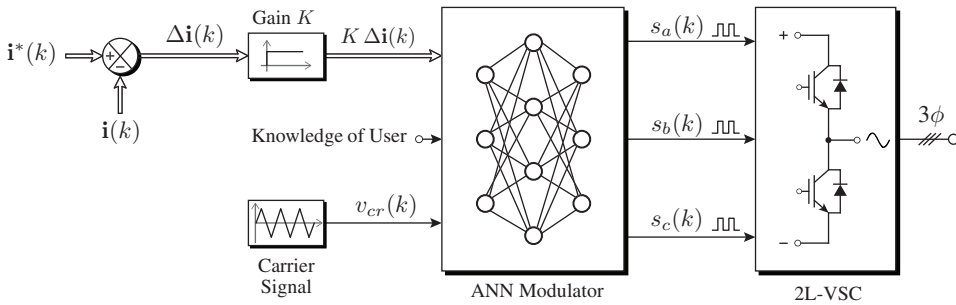 Gain K
i*(k)
+
−
Δi(k)
K Δi(k)
i(k)
Knowledge of User
v_cr(k)
Carrier
Signal
ANN Modulator
s_a(k)
s_b(k)
s_c(k)
+
−
3ϕ
2L-VSC